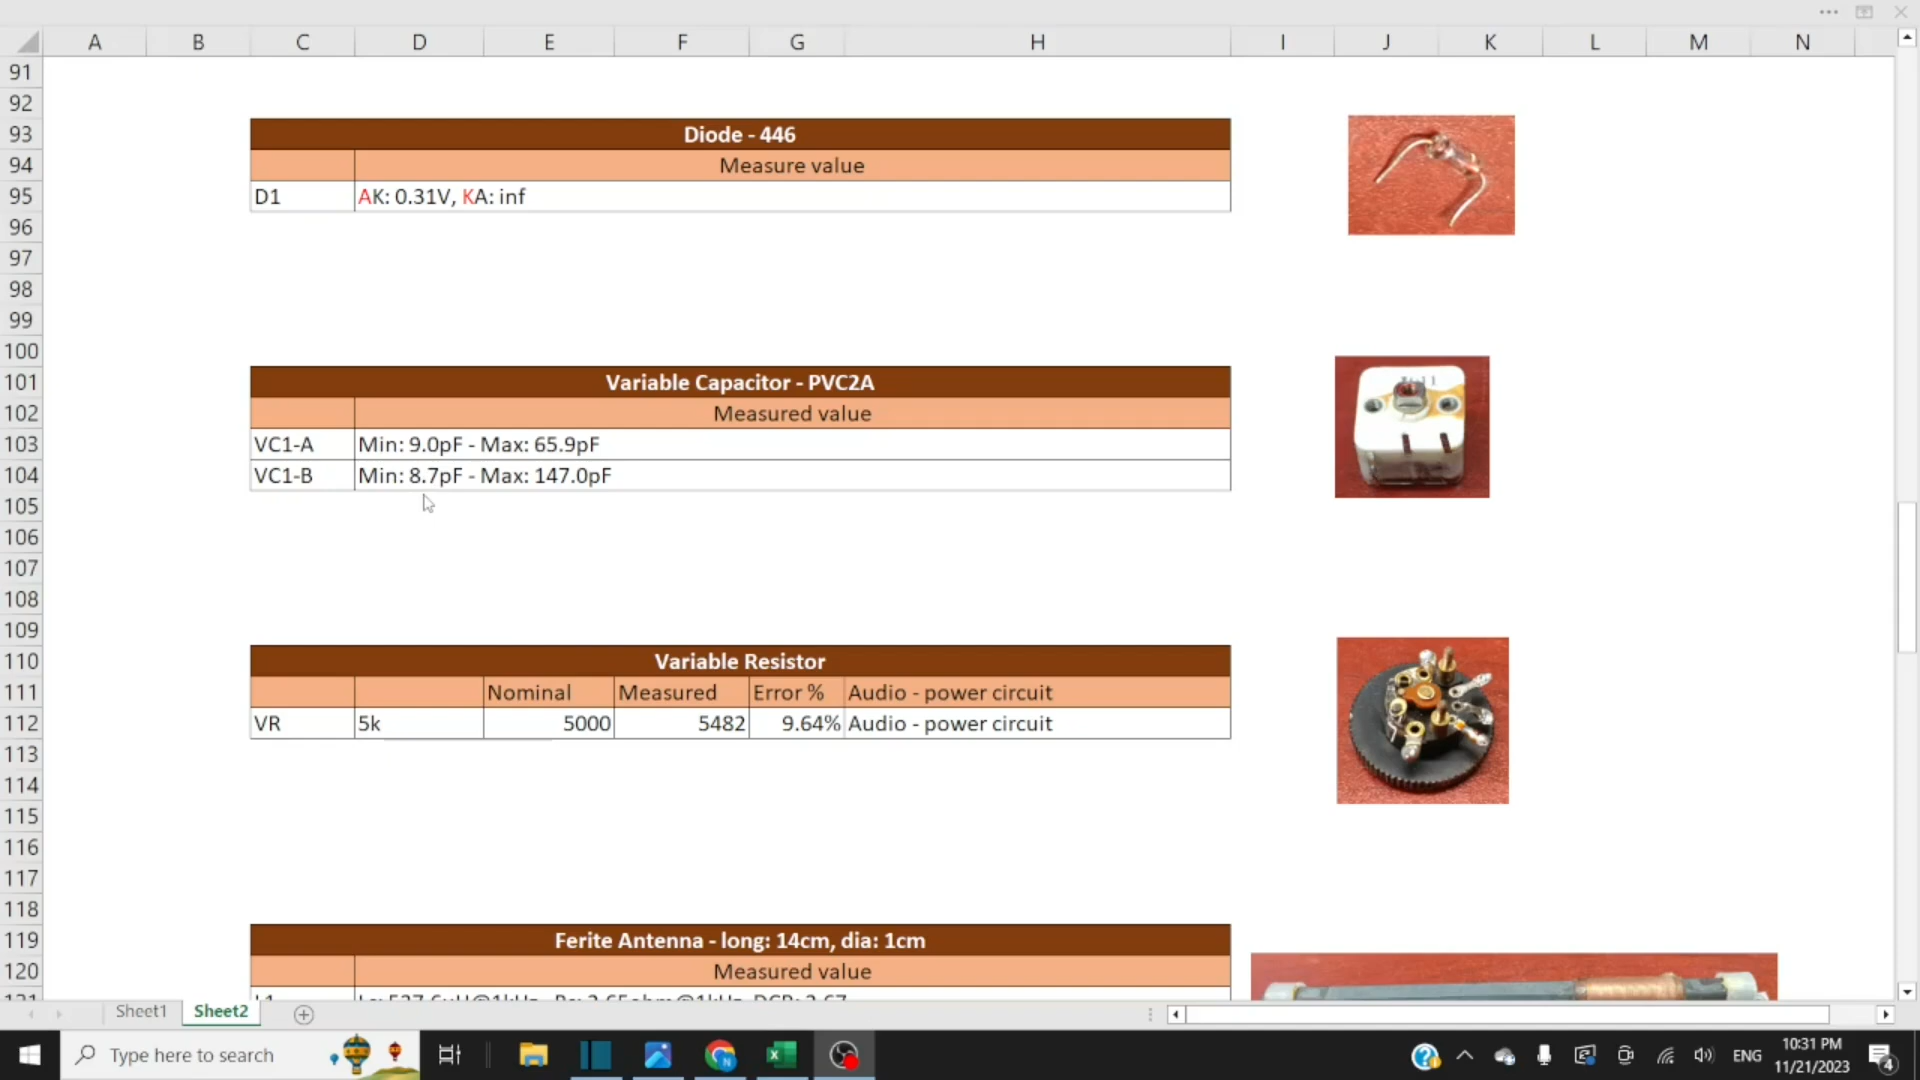 A B C D E F G H I J K L M N
91
92
93 Diode - 446
94 Measure value
95 D1 AK: 0.31V, KA: inf
96
97
98
99
100
101 Variable Capacitor - PVC2A
102 Measured value
103 VC1-A Min: 9.0pF - Max: 65.9pF
104 VC1-B Min: 8.7pF - Max: 147.0pF
105
106
107
108
109
110 Variable Resistor
111 Nominal Measured Error % Audio - power circuit
112 VR 5k 5000 5482 9.64% Audio - power circuit
113
114
115
116
117
118
119 Ferite Antenna - long: 14cm, dia: 1cm
120 Measured value
Sheet1 Sheet2
Type here to search
ENG
10:31 PM
11/21/2023
4